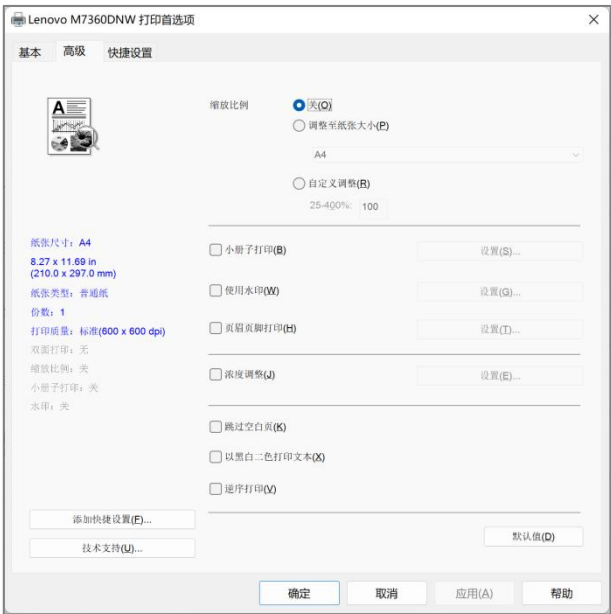 Lenovo M7360DNW 打印首选项
基本 高级 快捷设置
缩放比例 关(O)
调整至纸张大小(P)
A4
自定义调整(R)
25-400%: 100
纸张尺寸: A4
8.27 x 11.69 in
(210.0 x 297.0 mm)
纸张类型: 普通纸
份数: 1
打印质量: 标准(600 x 600 dpi)
双面打印: 无
缩放比例: 关
小册子打印: 关
水印: 关
小册子打印(B) 设置(S)...
使用水印(W) 设置(G)...
页眉页脚打印(H) 设置(T)...
浓度调整(J) 设置(E)...
跳过空白页(K)
以黑白二色打印文本(X)
逆序打印(V)
添加快捷设置(F)...
技术支持(U)...
默认值(D)
确定 取消 应用(A) 帮助